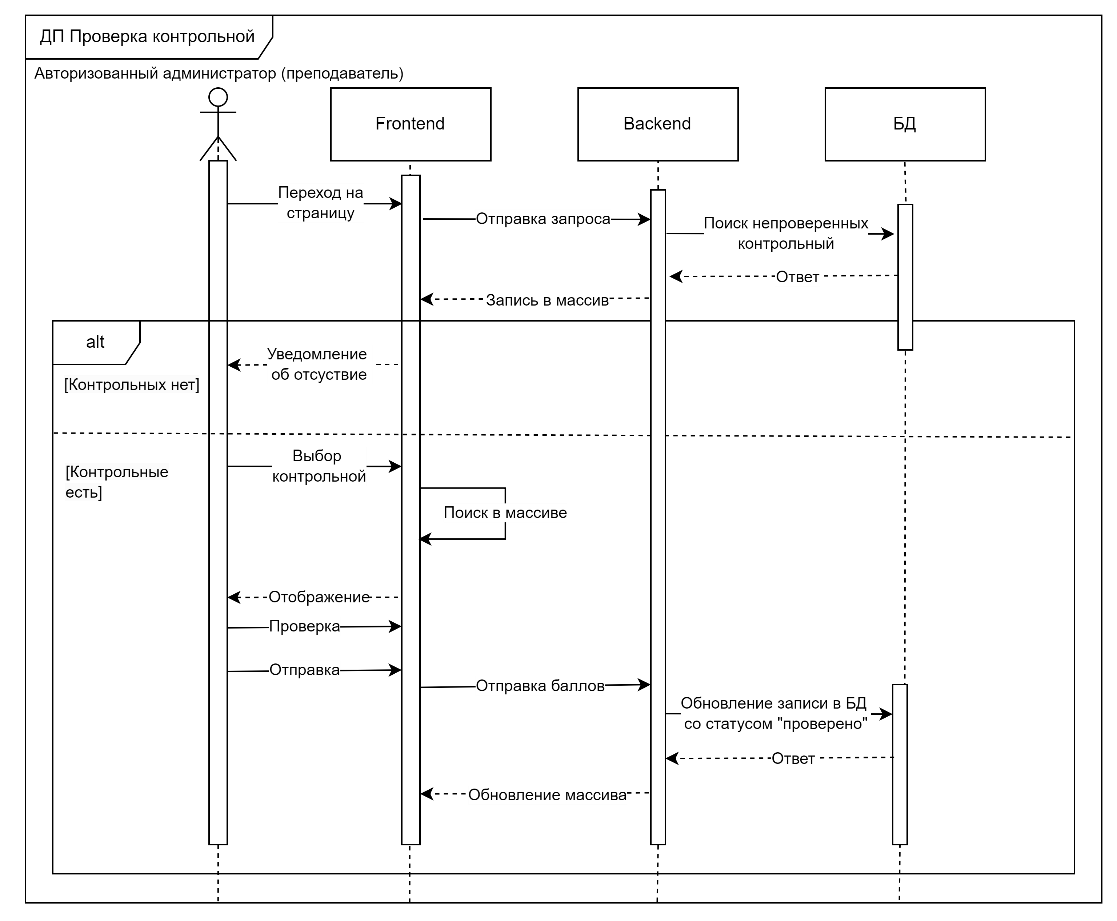 ДП Проверка контрольной
Авторизованный администратор (преподаватель)
Frontend
Backend
БД
Переход на
страницу
Отправка запроса
Поиск непроверенных
контрольный
Ответ
Запись в массив
alt
Уведомление
об отсуствие
[Контрольных нет]
Выбор
контрольной
[Контрольные
есть]
Поиск в массиве
Отображение
Проверка
Отправка
Отправка баллов
Обновление записи в БД
со статусом "проверено"
Ответ
Обновление массива